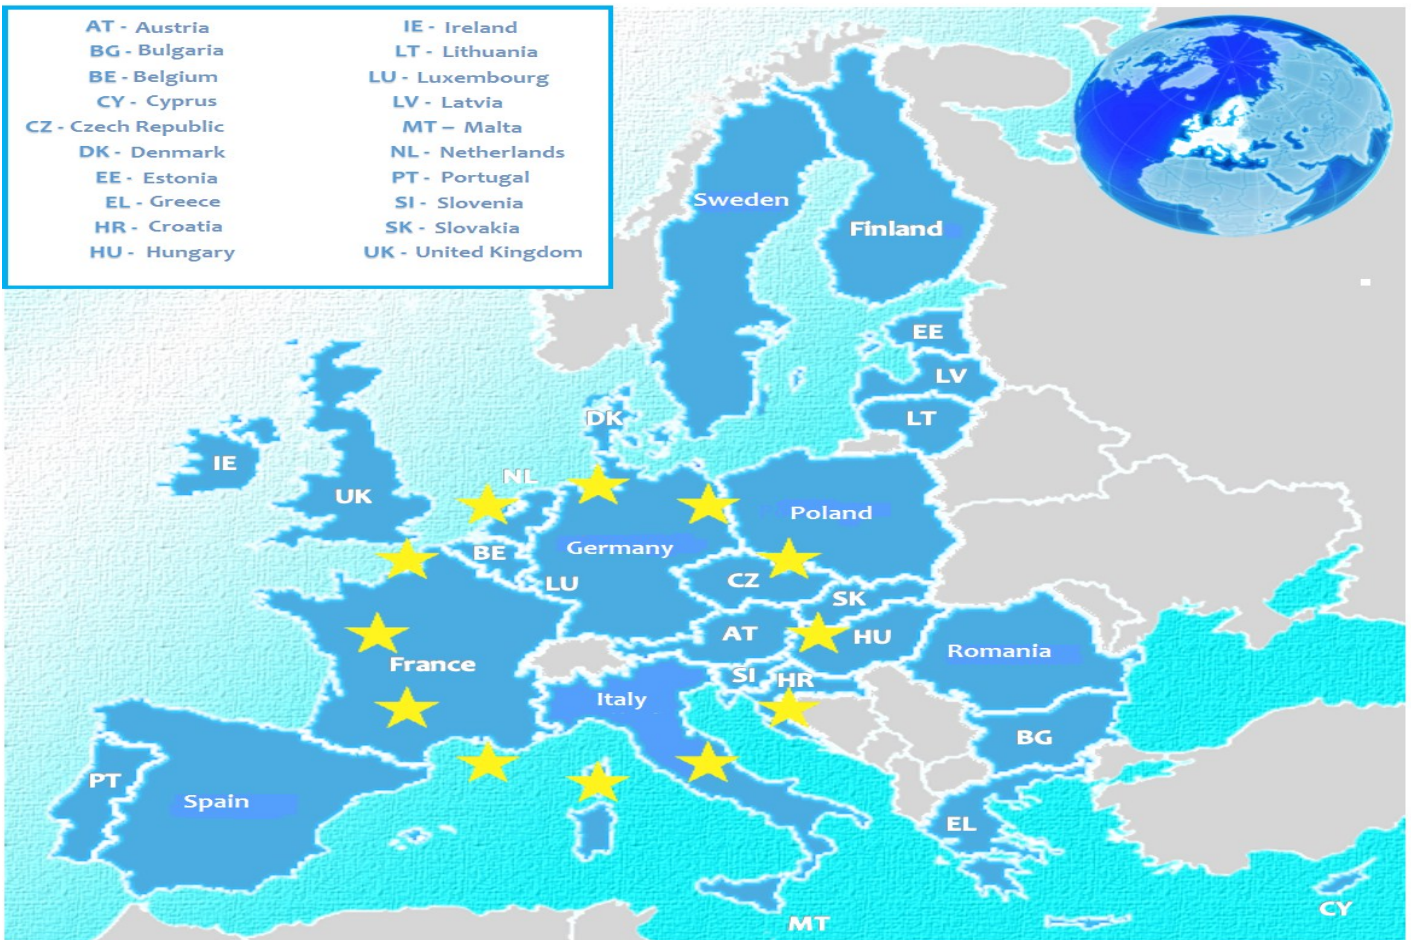 AT - Austria
BG - Bulgaria
BE - Belgium
CY - Cyprus
CZ - Czech Republic
DK - Denmark
EE - Estonia
EL - Greece
HR - Croatia
HU - Hungary
IE - Ireland
LT - Lithuania
LU - Luxembourg
LV - Latvia
MT – Malta
NL - Netherlands
PT - Portugal
SI - Slovenia
SK - Slovakia
UK - United Kingdom
Sweden
Finland
EE
LV
LT
DK
IE
UK
NL
Poland
Germany
BE
LU
CZ
SK
AT
HU
France
Romania
SI
HR
Italy
BG
PT
Spain
EL
CY
MT